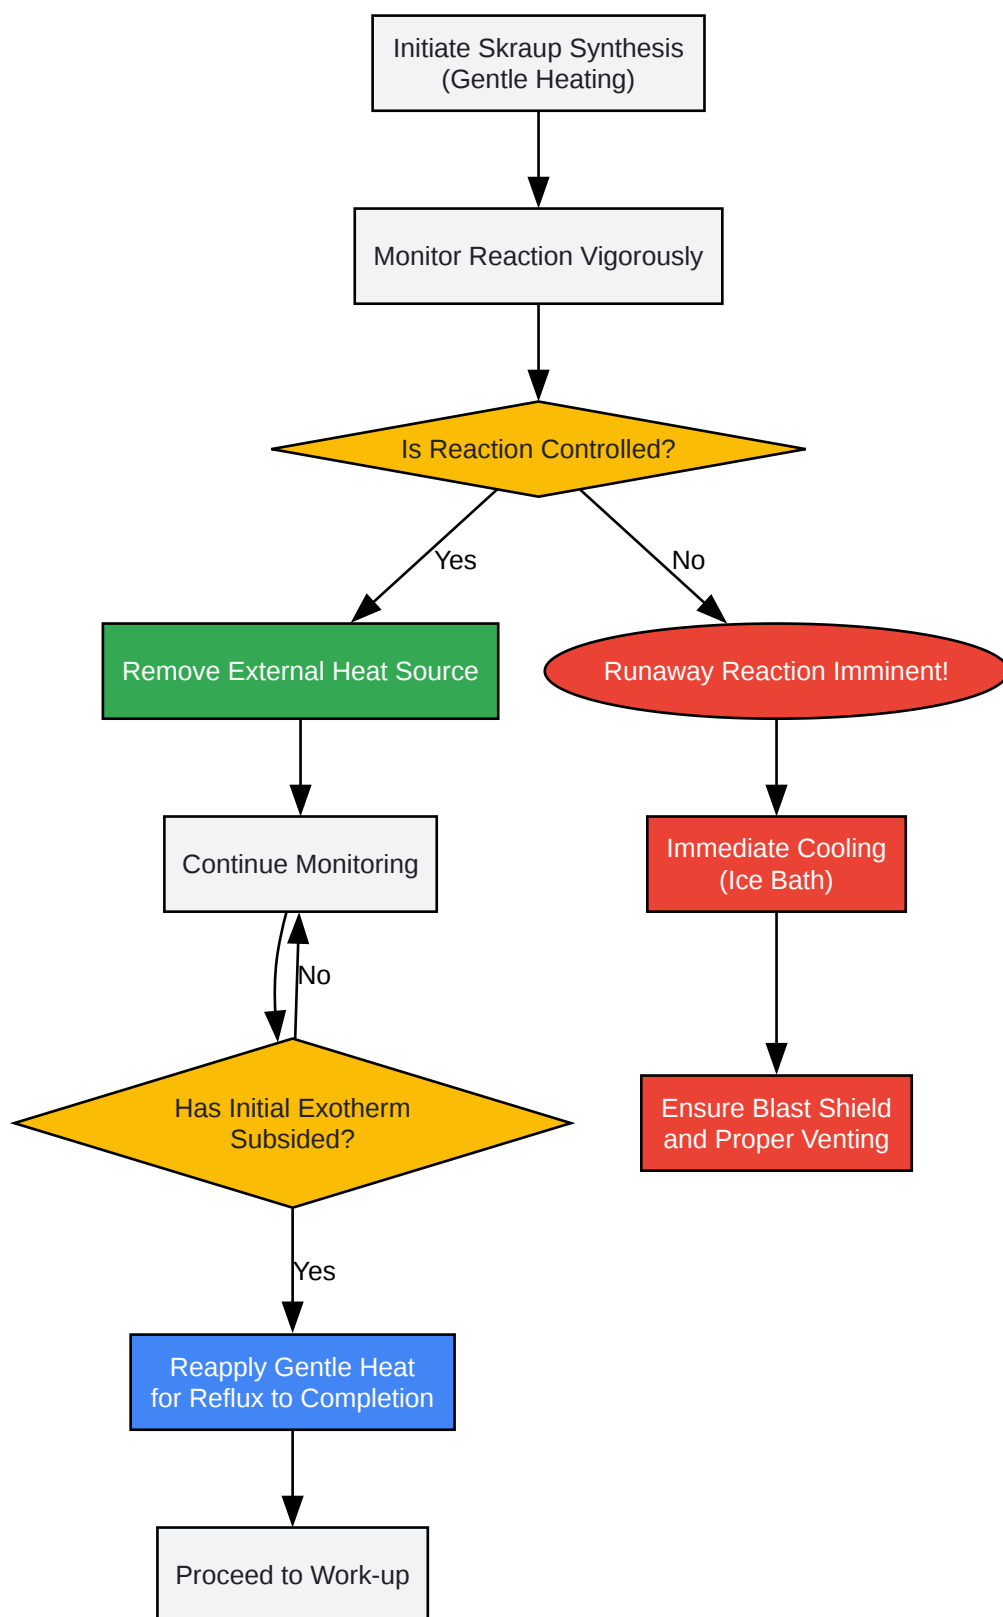 Initiate Skraup Synthesis
(Gentle Heating)
Monitor Reaction Vigorously
Is Reaction Controlled?
Yes
No
Remove External Heat Source
Runaway Reaction Imminent!
Continue Monitoring
Immediate Cooling
(Ice Bath)
No
Has Initial Exotherm
Subsided?
Ensure Blast Shield
and Proper Venting
Yes
Reapply Gentle Heat
for Reflux to Completion
Proceed to Work-up